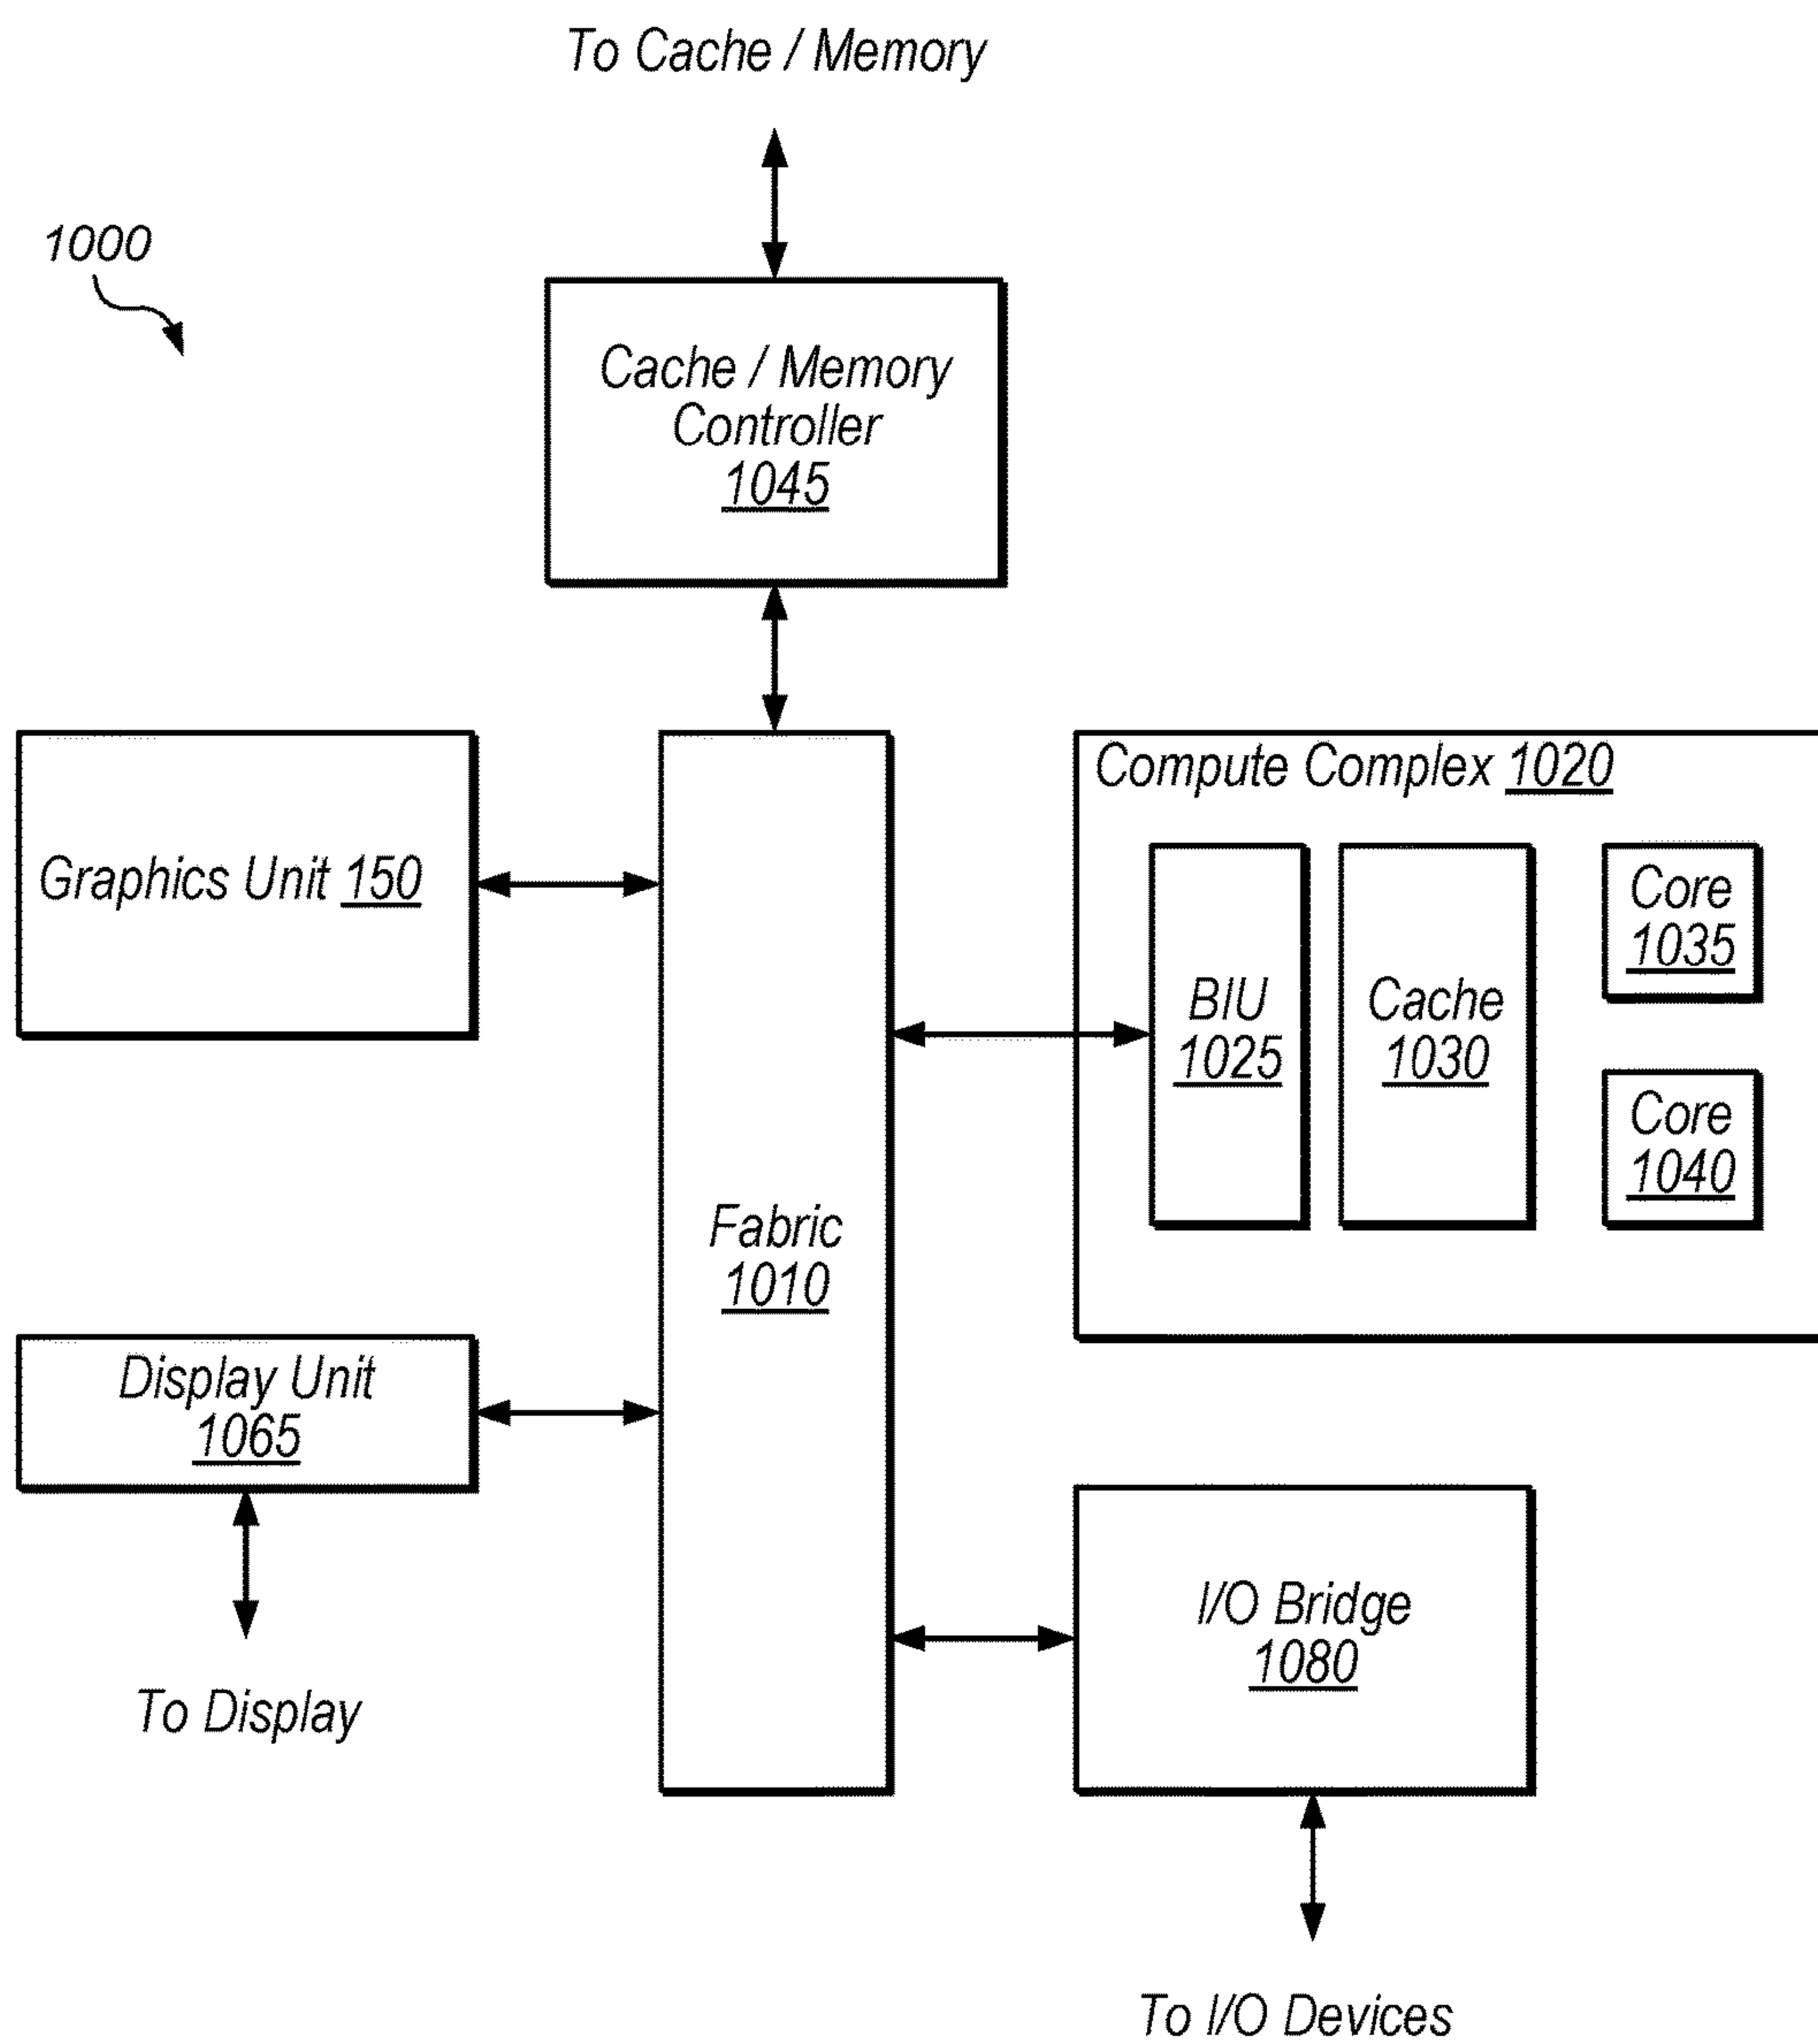 To Cache / Memory
1000
Cache / Memory
Controller
1045
Graphics Unit 150
Compute Complex 1020
BIU
1025
Cache
1030
Core
1035
Core
1040
Fabric
1010
Display Unit
1065
To Display
I/O Bridge
1080
To I/O Devices